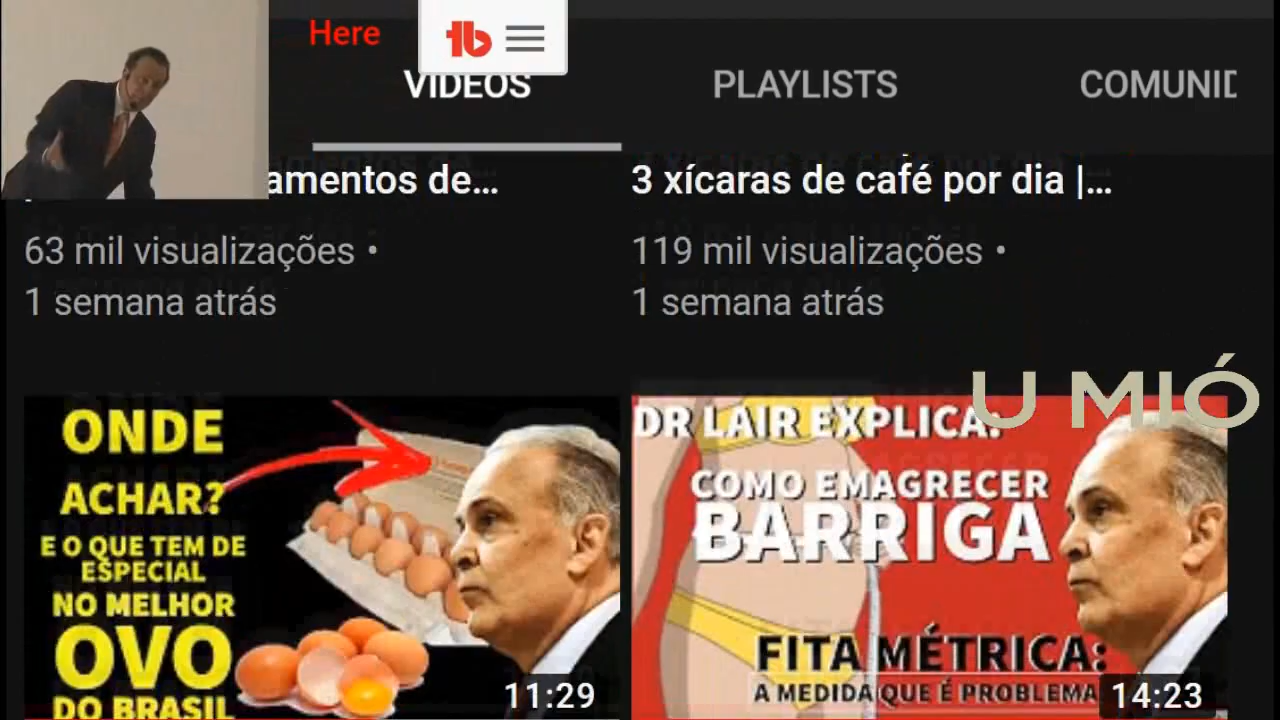 Here
tb
VÍDEOS
PLAYLISTS
COMUNID
amentos de...
3 xícaras de café por dia |...
63 mil visualizações •
1 semana atrás
119 mil visualizações •
1 semana atrás
U MIÓ
ONDE
ACHAR?
E O QUE TEM DE
ESPECIAL
NO MELHOR
OVO
DO BRASIL
11:29
DR LAIR EXPLICA:
COMO EMAGRECER
BARRIGA
FITA MÉTRICA:
A MEDIDA QUE É PROBLEMA
14:23